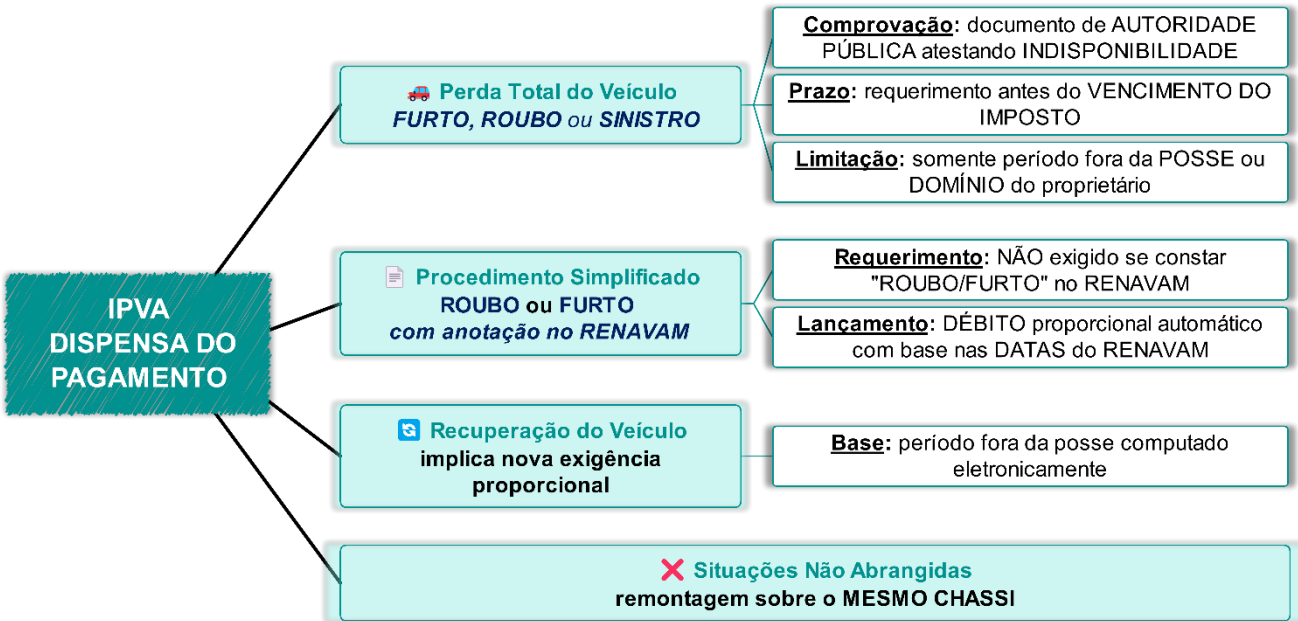 IPVA
DISPENSA DO
PAGAMENTO
Perda Total do Veículo
FURTO, ROUBO ou SINISTRO
Comprovação: documento de AUTORIDADE
PÚBLICA atestando INDISPONIBILIDADE
Prazo: requerimento antes do VENCIMENTO DO
IMPOSTO
Limitação: somente período fora da POSSE ou
DOMÍNIO do proprietário
Procedimento Simplificado
ROUBO ou FURTO
com anotação no RENAVAM
Requerimento: NÃO exigido se constar
"ROUBO/FURTO" no RENAVAM
Lançamento: DÉBITO proporcional automático
com base nas DATAS do RENAVAM
Recuperação do Veículo
implica nova exigência
proporcional
Base: período fora da posse computado
eletronicamente
Situações Não Abrangidas
remontagem sobre o MESMO CHASSI